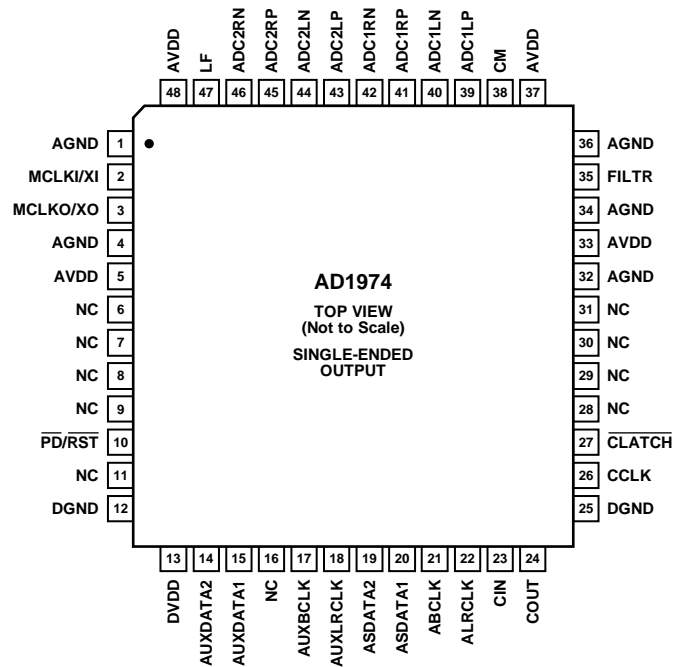 AVDD
LF
ADC2RN
ADC2RP
ADC2LN
ADC2LP
ADC1RN
ADC1RP
ADC1LN
ADC1LP
CM
AVDD
48 47 46 45 44 43 42 41 40 39 38 37
AGND 1
MCLKI/XI 2
MCLKO/XO 3
AGND 4
AVDD 5
NC 6
NC 7
NC 8
NC 9
PD/RST 10
NC 11
DGND 12
AD1974
TOP VIEW
(Not to Scale)
SINGLE-ENDED
OUTPUT
36 AGND
35 FILTR
34 AGND
33 AVDD
32 AGND
31 NC
30 NC
29 NC
28 NC
27 CLATCH
26 CCLK
25 DGND
13 14 15 16 17 18 19 20 21 22 23 24
DVDD
AUXDATA2
AUXDATA1
NC
AUXBCLK
AUXLRCLK
ASDATA2
ASDATA1
ABCLK
ALRCLK
CIN
COUT